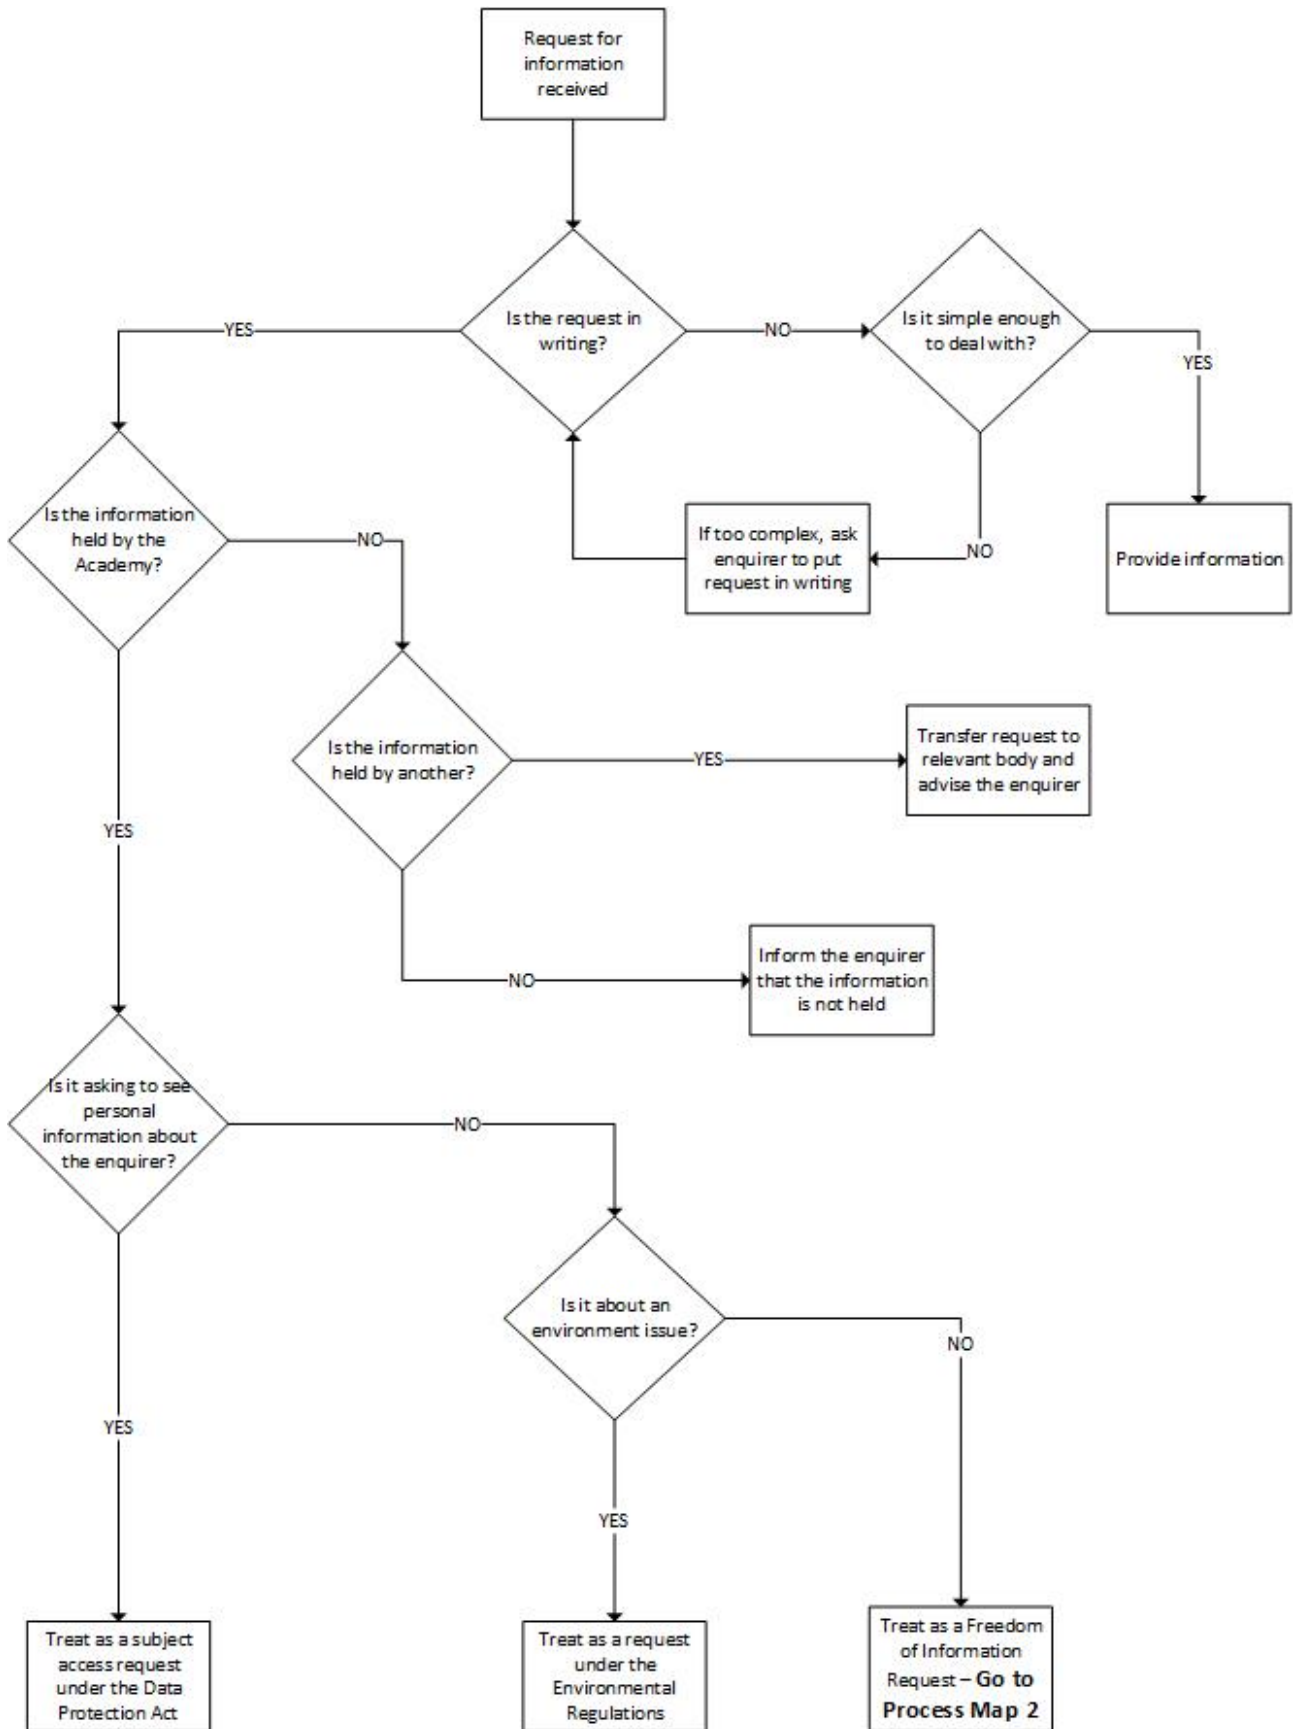 Request for
information
received
Is the request in
writing?
YES
NO
Is it simple enough
to deal with?
YES
NO
If too complex, ask
enquirer to put
request in writing
Provide information
Is the information
held by the
Academy?
NO
YES
Is the information
held by another?
YES
Transfer request to
relevant body and
advise the enquirer
NO
Inform the enquirer
that the information
is not held
Is it asking to see
personal
information about
the enquirer?
NO
YES
Is it about an
environment issue?
NO
YES
Treat as a subject
access request
under the Data
Protection Act
Treat as a request
under the
Environmental
Regulations
Treat as a Freedom
of Information
Request – Go to
Process Map 2